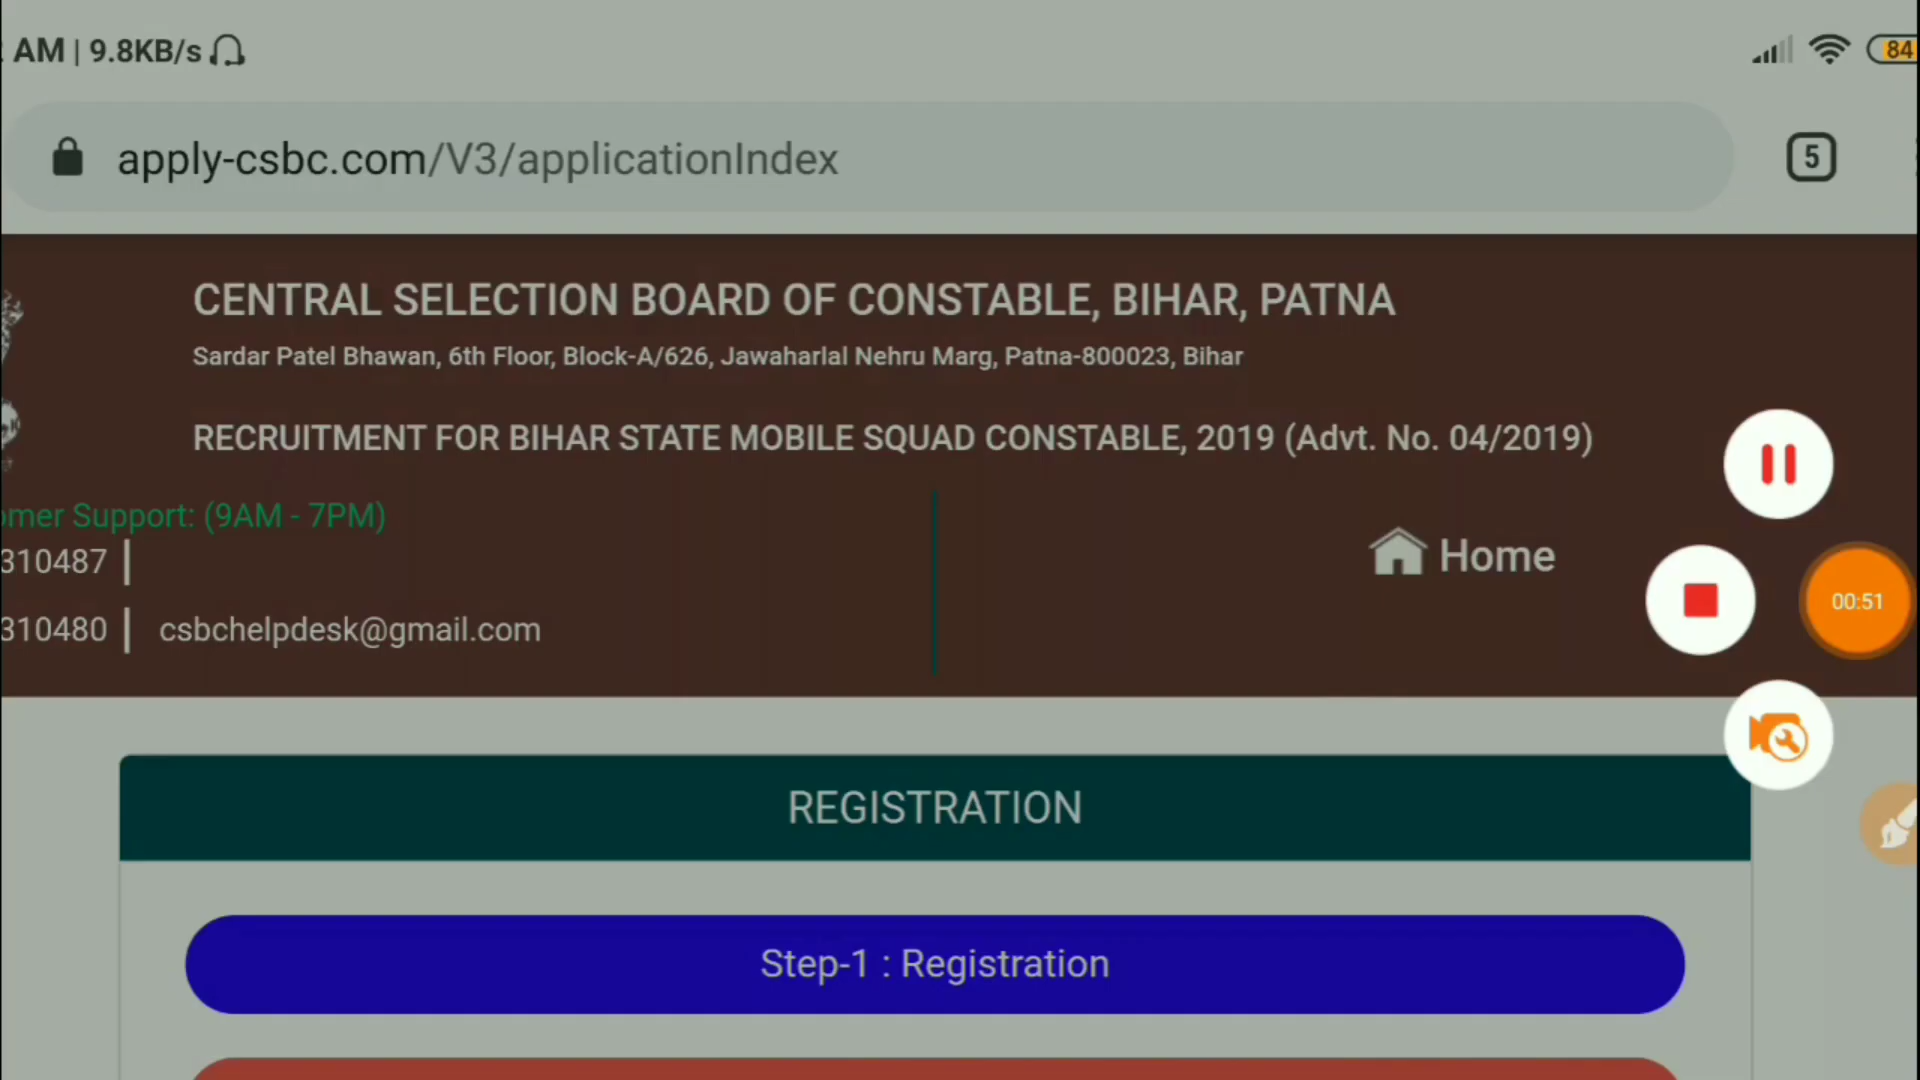 AM | 9.8KB/s
84
apply-csbc.com/V3/applicationIndex
5
CENTRAL SELECTION BOARD OF CONSTABLE, BIHAR, PATNA
Sardar Patel Bhawan, 6th Floor, Block-A/626, Jawaharlal Nehru Marg, Patna-800023, Bihar
RECRUITMENT FOR BIHAR STATE MOBILE SQUAD CONSTABLE, 2019 (Advt. No. 04/2019)
omer Support: (9AM - 7PM)
310487 |
Home
00:51
310480 | csbchelpdesk@gmail.com
REGISTRATION
Step-1 : Registration